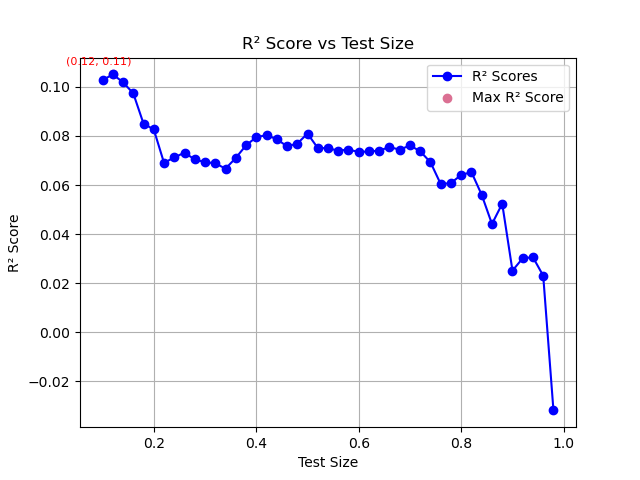 R² Score vs Test Size
(0.12, 0.11)
R² Scores
Max R² Score
0.10
0.08
0.06
0.04
0.02
0.00
−0.02
R² Score
0.2 0.4 0.6 0.8 1.0
Test Size